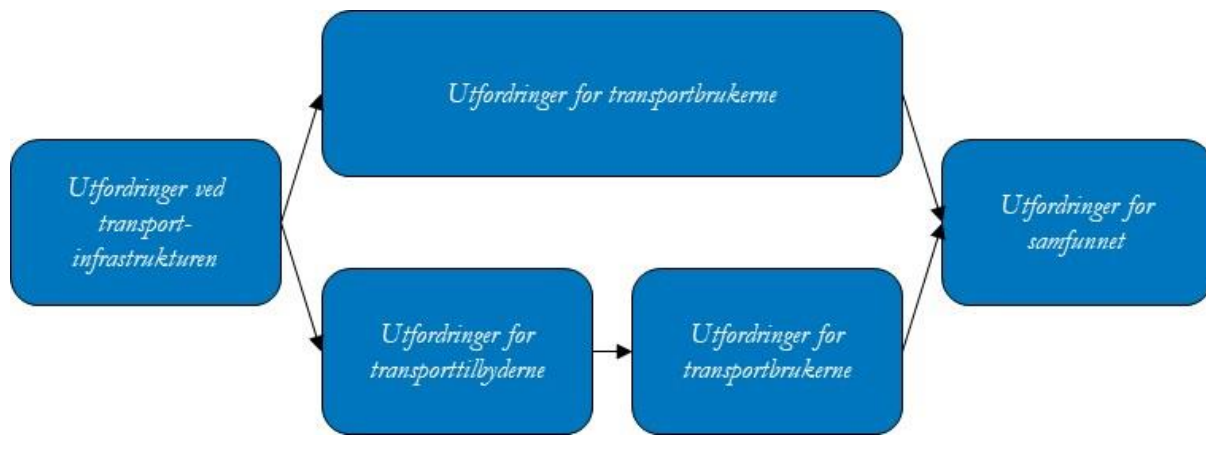 Utfordringer for transportbrukerne
Utfordringer ved
transport-
infrastrukturen
Utfordringer for
transporttilbyderne
Utfordringer for
transportbrukerne
Utfordringer for
samfunnet